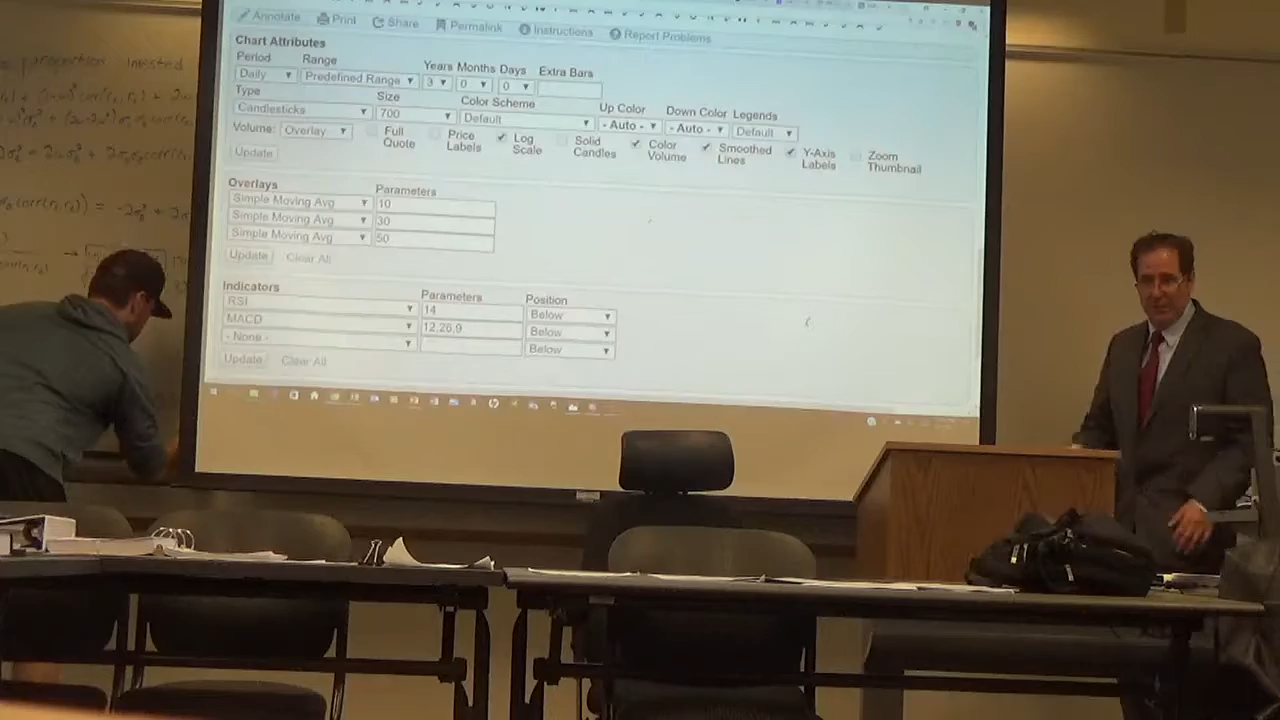 Annotate Print Share Permalink Instructions Report Problems
Chart Attributes
Period Range Years Months Days Extra Bars
Daily Predefined Range 3 0 0
Type Size Color Scheme Up Color Down Color Legends
Candlesticks 700 Default - Auto - - Auto - Default
Volume: Overlay Full Quote Price Labels Log Scale Solid Candles Color Volume Smoothed Lines Y-Axis Labels Zoom Thumbnail
Update
Overlays Parameters
Simple Moving Avg 10
Simple Moving Avg 30
Simple Moving Avg 50
Update Clear All
Indicators Parameters Position
RSI 14 Below
MACD 12,26,9 Below
- None - Below
Update Clear All
proportion invested